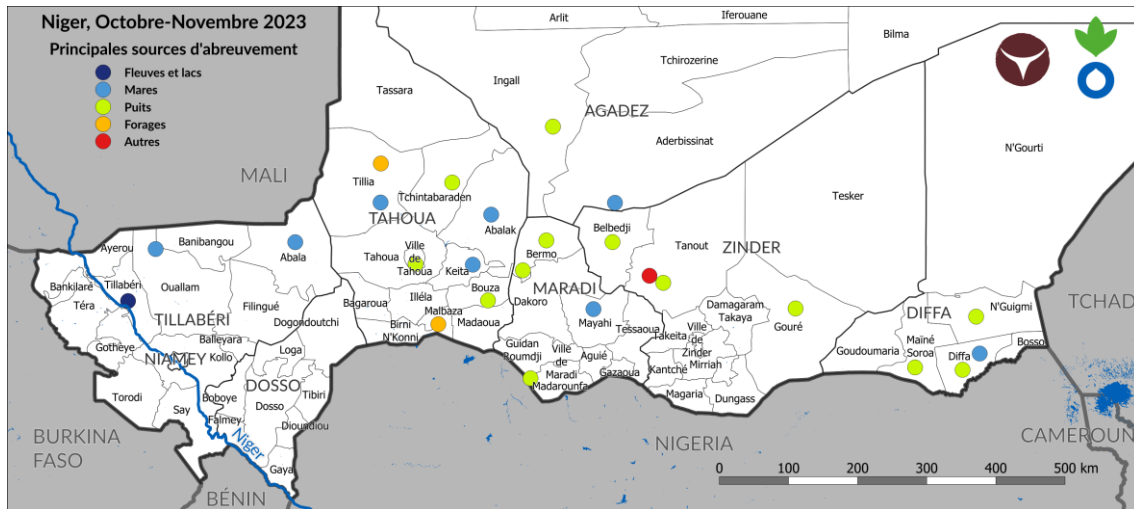 Niger, Octobre-Novembre 2023
Principales sources d'abreuvement
Fleuves et lacs
Mares
Puits
Forages
Autres
Arlit
Iferouane
Bilma
Tchirozerine
Ingall
Tassara
AGADEZ
Aderbissinat
N'Gourti
MALI
Tillia
Tchintabaraden
Tesker
TAHOUA
Abalak
Belbedji
Ayerou
Banibangou
Abala
Tahoua
Ville
de
Tahoua
Keita
Bermo
Tanout
ZINDER
Bankilaré
Tillabéri
Ouallam
Téra
Filingué
Bagaroua
Illéla
Bouza
Dakoro
MARADI
Damagaram
Takaya
Gouré
DIFFA
N'Guigmi
TCHAD
TILLABÉRI
Dogondoutchi
Birni
N'Konni
Malbaza
Madaoua
Mayahi
Tessaoua
Takeita
Ville
de
Zinder
Mirriah
Goudoumaria
Maïné
Soroa
Diffa
Bosso
Gothèye
NIAMEY
Balleyara
Kollo
Loga
Guidan
Roumdji
Ville
de
Maradi
Madarounfa
Aguié
Gazaoua
Kantché
Magaria
Dungass
Torodi
Say
Boboye
DOSSO
Tibiri
Dosso
Falmey
Dioundiou
Niger
Gaya
BURKINA
FASO
BÉNIN
NIGERIA
CAMEROUN
0 100 200 300 400 500 km